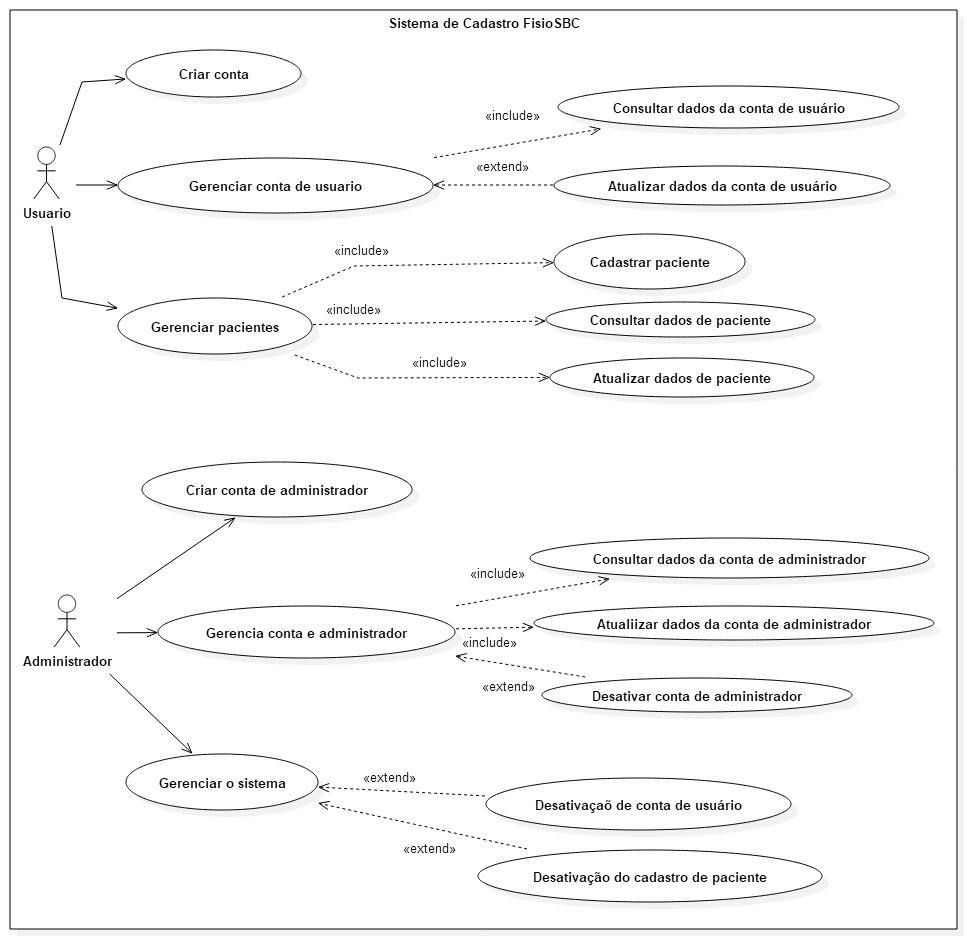 Sistema de Cadastro FisioSBC
Criar conta
Consultar dados da conta de usuário
«include»
«extend»
Gerenciar conta de usuario
Atualizar dados da conta de usuário
Usuario
«include»
Cadastrar paciente
«include»
Consultar dados de paciente
Gerenciar pacientes
«include»
Atualizar dados de paciente
Criar conta de administrador
Consultar dados da conta de administrador
«include»
Atualiizar dados da conta de administrador
Gerencia conta e administrador
«include»
Administrador
«extend»
Desativar conta de administrador
«extend»
Gerenciar o sistema
Desativaçaõ de conta de usuário
«extend»
Desativação do cadastro de paciente